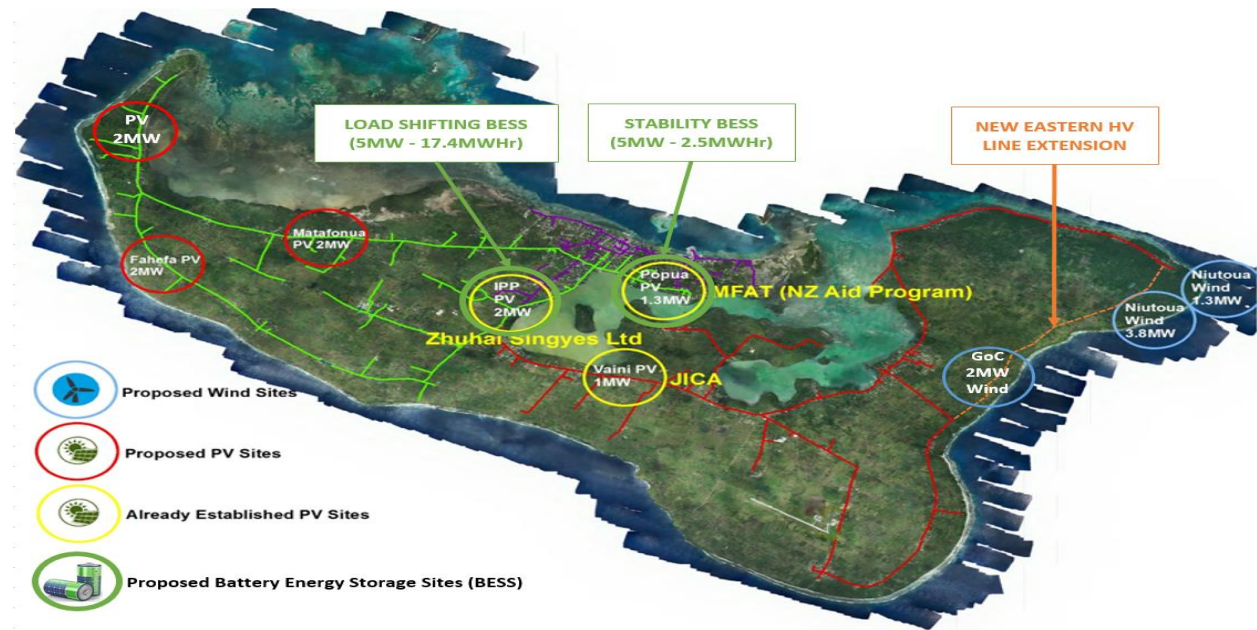 PV
2MW
LOAD SHIFTING BESS
(5MW - 17.4MWHr)
STABILITY BESS
(5MW - 2.5MWHr)
NEW EASTERN HV
LINE EXTENSION
Matafonua
PV 2MW
Fahefa PV
2MW
IPP
PV
2MW
Zhuhai Singyes Ltd
Popua
PV
1.3MW
MFAT (NZ Aid Program)
Vaini PV
1MW
JICA
Niutoua
Wind
1.3MW
Niutoua
Wind
3.8MW
GoC
2MW
Wind
Proposed Wind Sites
Proposed PV Sites
Already Established PV Sites
Proposed Battery Energy Storage Sites (BESS)